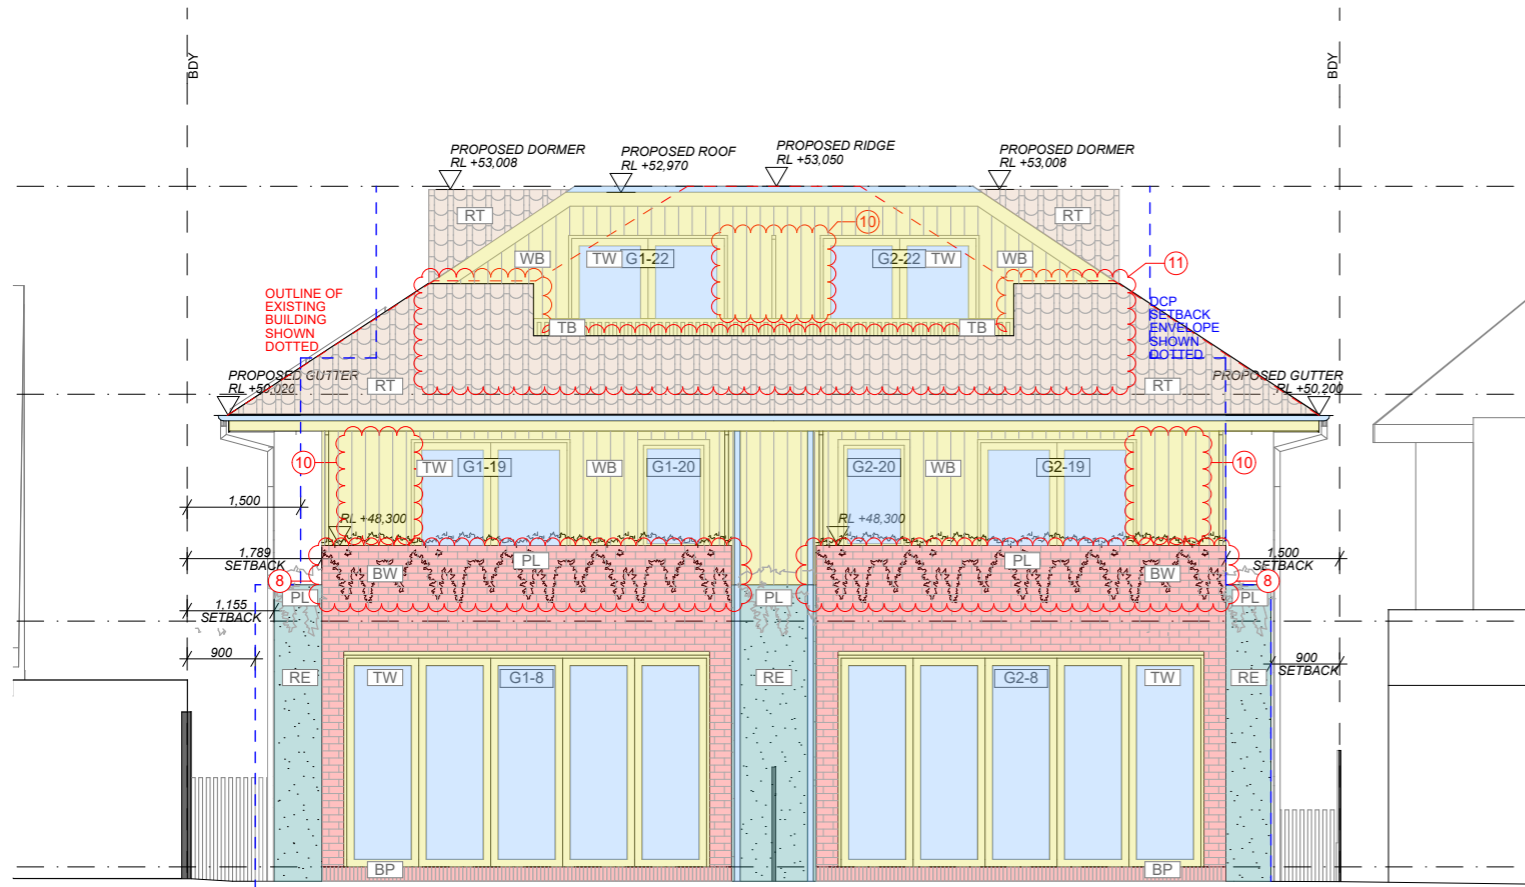 BDY
BDY
PROPOSED DORMER
RL +53,008
PROPOSED ROOF
RL +52,970
PROPOSED RIDGE
RL +53,050
PROPOSED DORMER
RL +53,008
RT
RT
10
WB
TW
G1-22
G2-22
TW
WB
11
OUTLINE OF
EXISTING
BUILDING
SHOWN
DOTTED
DCP
SETBACK
ENVELOPE
SHOWN
DOTTED
TB
TB
PROPOSED GUTTER
RL +50,020
RT
RT
PROPOSED GUTTER
RL +50,200
10
TW
G1-19
WB
G1-20
G2-20
WB
G2-19
10
1,500
RL +48,300
RL +48,300
1,789
SETBACK
PL
PL
1,500
SETBACK
BW
BW
8
8
PL
PL
PL
1,155
SETBACK
900
900
SETBACK
RE
TW
G1-8
RE
G2-8
TW
RE
BP
BP